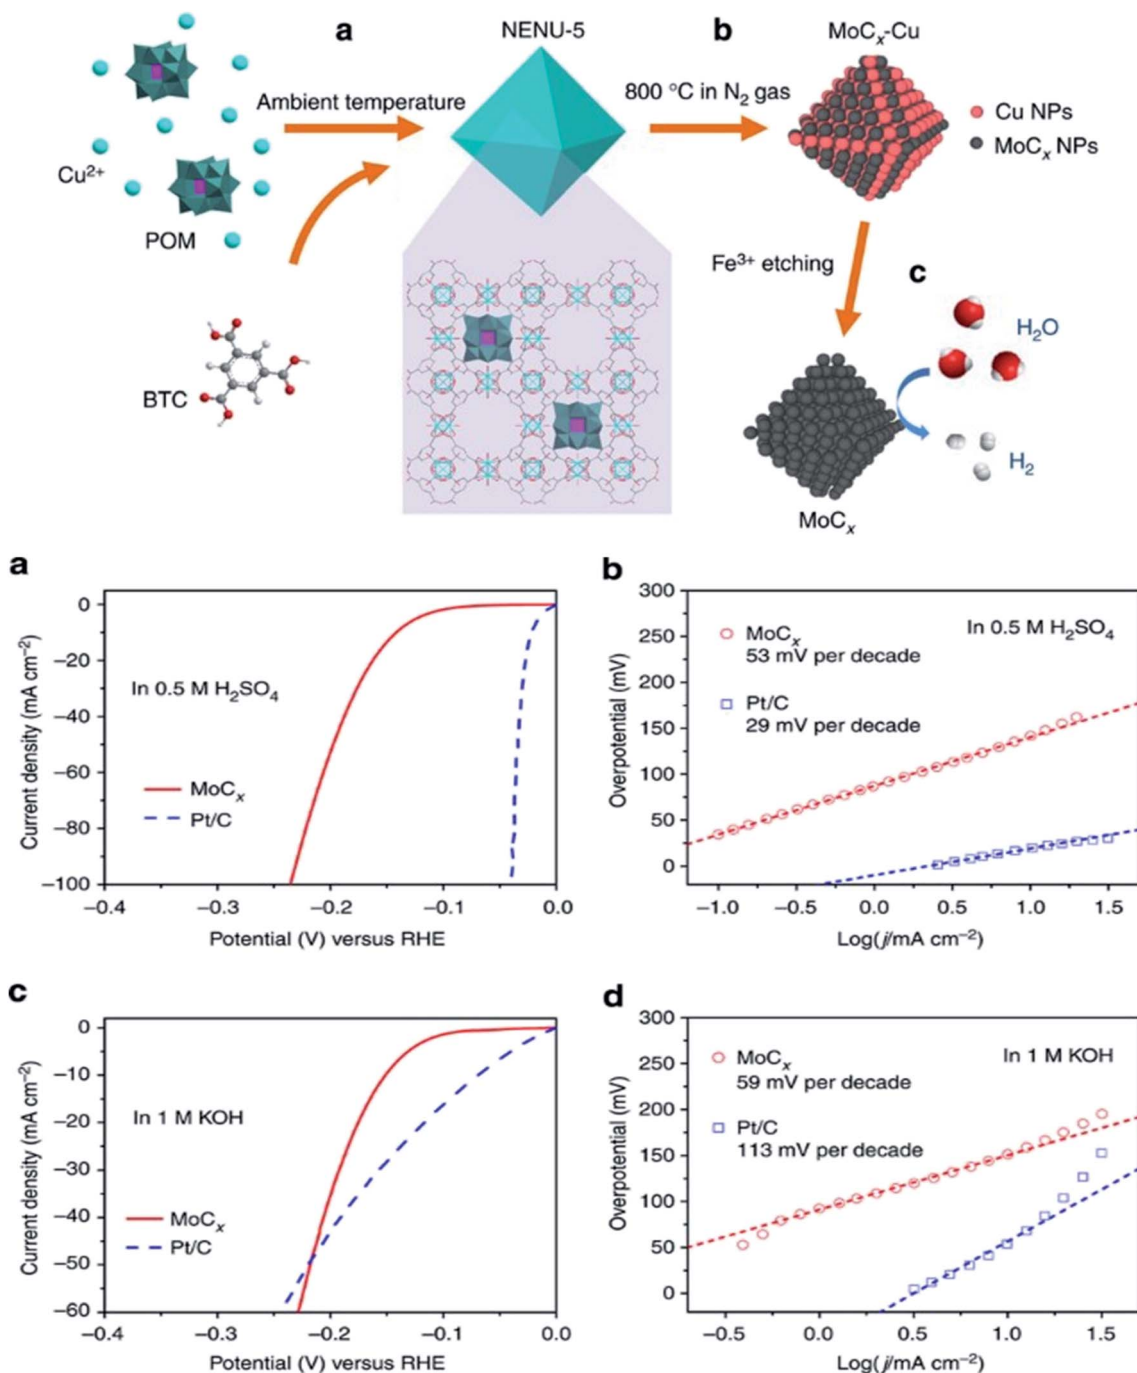 a
NENU-5
b
MoCₓ-Cu
Ambient temperature
800 °C in N₂ gas
Cu NPs
MoCₓ NPs
Cu²⁺
POM
Fe³⁺ etching
c
H₂O
BTC
H₂
MoCₓ
a
0
−20
−40
−60
−80
−100
Current density (mA cm⁻²)
In 0.5 M H₂SO₄
MoCₓ
Pt/C
−0.4
−0.3
−0.2
−0.1
0.0
Potential (V) versus RHE
b
300
250
200
150
100
50
0
Overpotential (mV)
MoCₓ
53 mV per decade
In 0.5 M H₂SO₄
Pt/C
29 mV per decade
−1.0
−0.5
0.0
0.5
1.0
1.5
Log(j/mA cm⁻²)
c
0
−10
−20
−30
−40
−50
−60
Current density (mA cm⁻²)
In 1 M KOH
MoCₓ
Pt/C
−0.4
−0.3
−0.2
−0.1
0.0
Potential (V) versus RHE
d
300
250
200
150
100
50
0
Overpotential (mV)
MoCₓ
59 mV per decade
In 1 M KOH
Pt/C
113 mV per decade
−0.5
0.0
0.5
1.0
1.5
Log(j/mA cm⁻²)